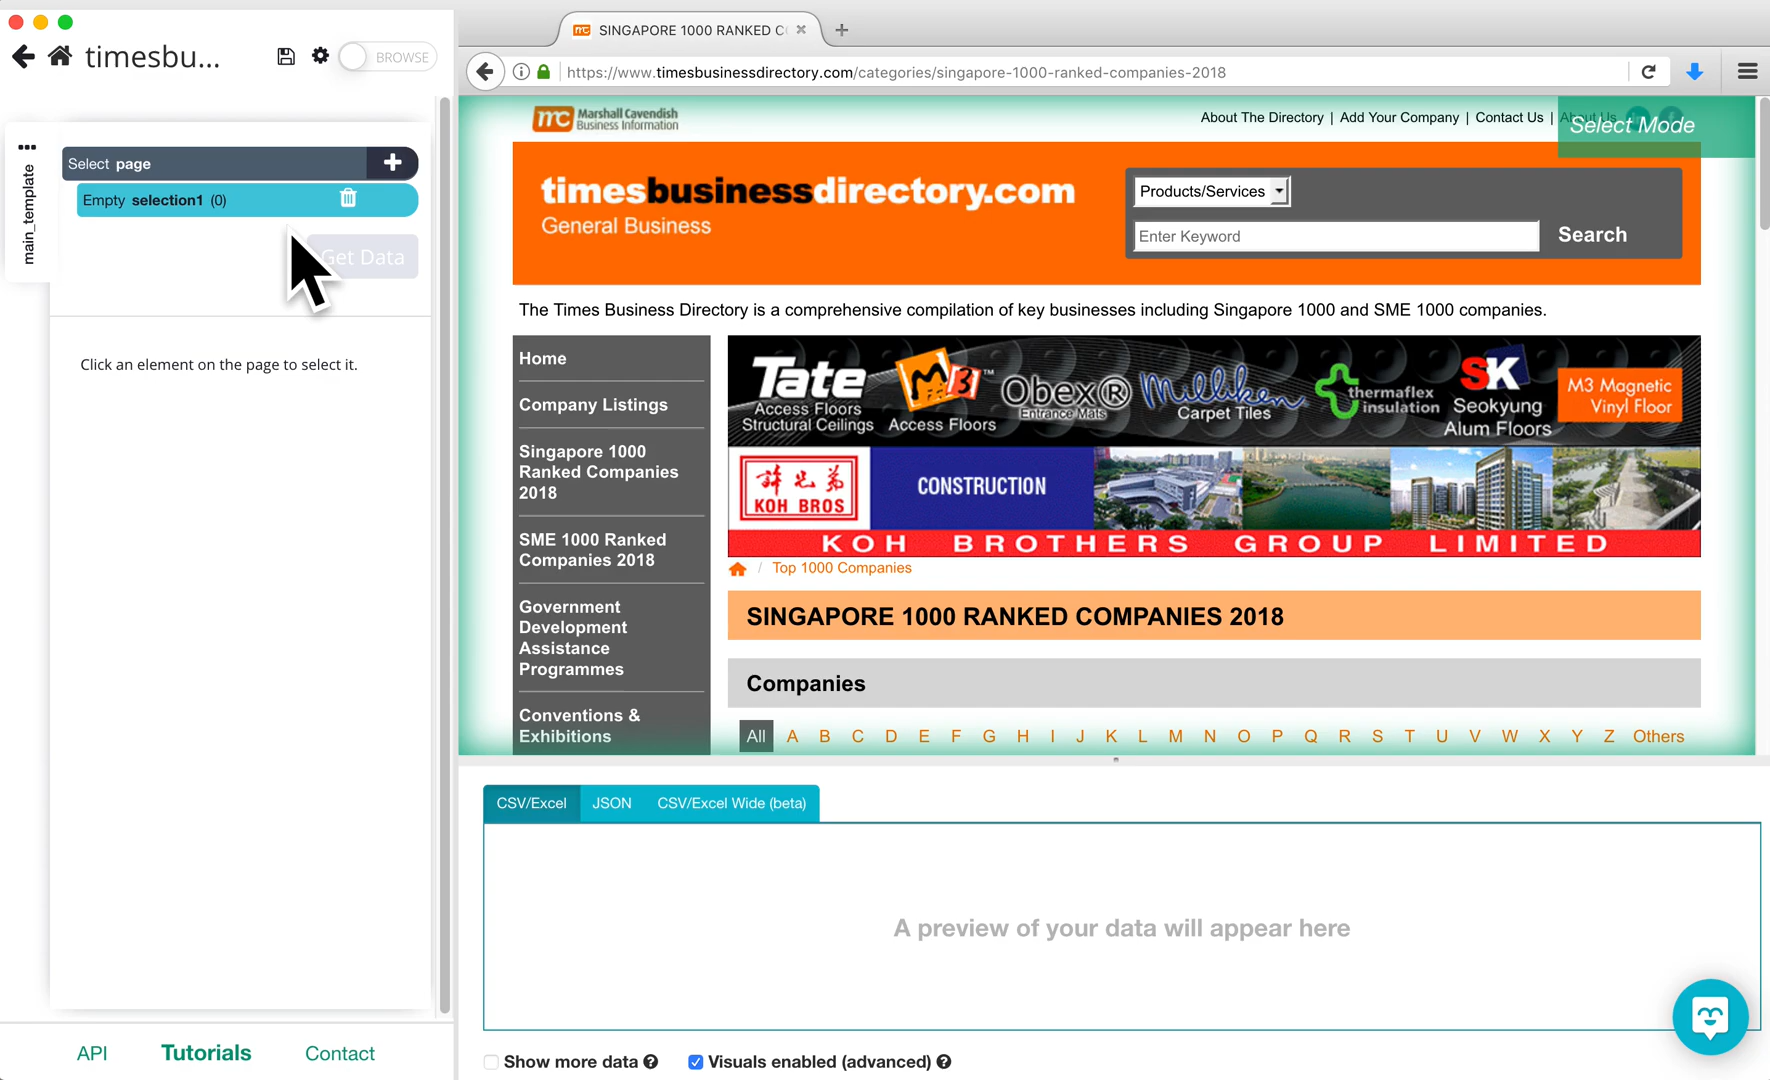 timesbu...
BROWSE
main_template
Select page
Empty selection1 (0)
Get Data
Click an element on the page to select it.
API
Tutorials
Contact
SINGAPORE 1000 RANKED C
https://www.timesbusinessdirectory.com/categories/singapore-1000-ranked-companies-2018
mc Marshall Cavendish
Business Information
About The Directory | Add Your Company | Contact Us | About Us
Select Mode
timesbusinessdirectory.com
General Business
Products/Services
Enter Keyword
Search
The Times Business Directory is a comprehensive compilation of key businesses including Singapore 1000 and SME 1000 companies.
Home
Company Listings
Singapore 1000
Ranked Companies
2018
SME 1000 Ranked
Companies 2018
Government
Development
Assistance
Programmes
Conventions &
Exhibitions
Tate
Access Floors
Structural Ceilings
M3™
Access Floors
Obex®
Entrance Mats
Milliken
Carpet Tiles
thermaflex
insulation
SK
Seokyung
Alum Floors
M3 Magnetic
Vinyl Floor
許兄弟
KOH BROS
CONSTRUCTION
KOH BROTHERS GROUP LIMITED
/ Top 1000 Companies
SINGAPORE 1000 RANKED COMPANIES 2018
Companies
All A B C D E F G H I J K L M N O P Q R S T U V W X Y Z Others
CSV/Excel
JSON
CSV/Excel Wide (beta)
A preview of your data will appear here
Show more data
Visuals enabled (advanced)